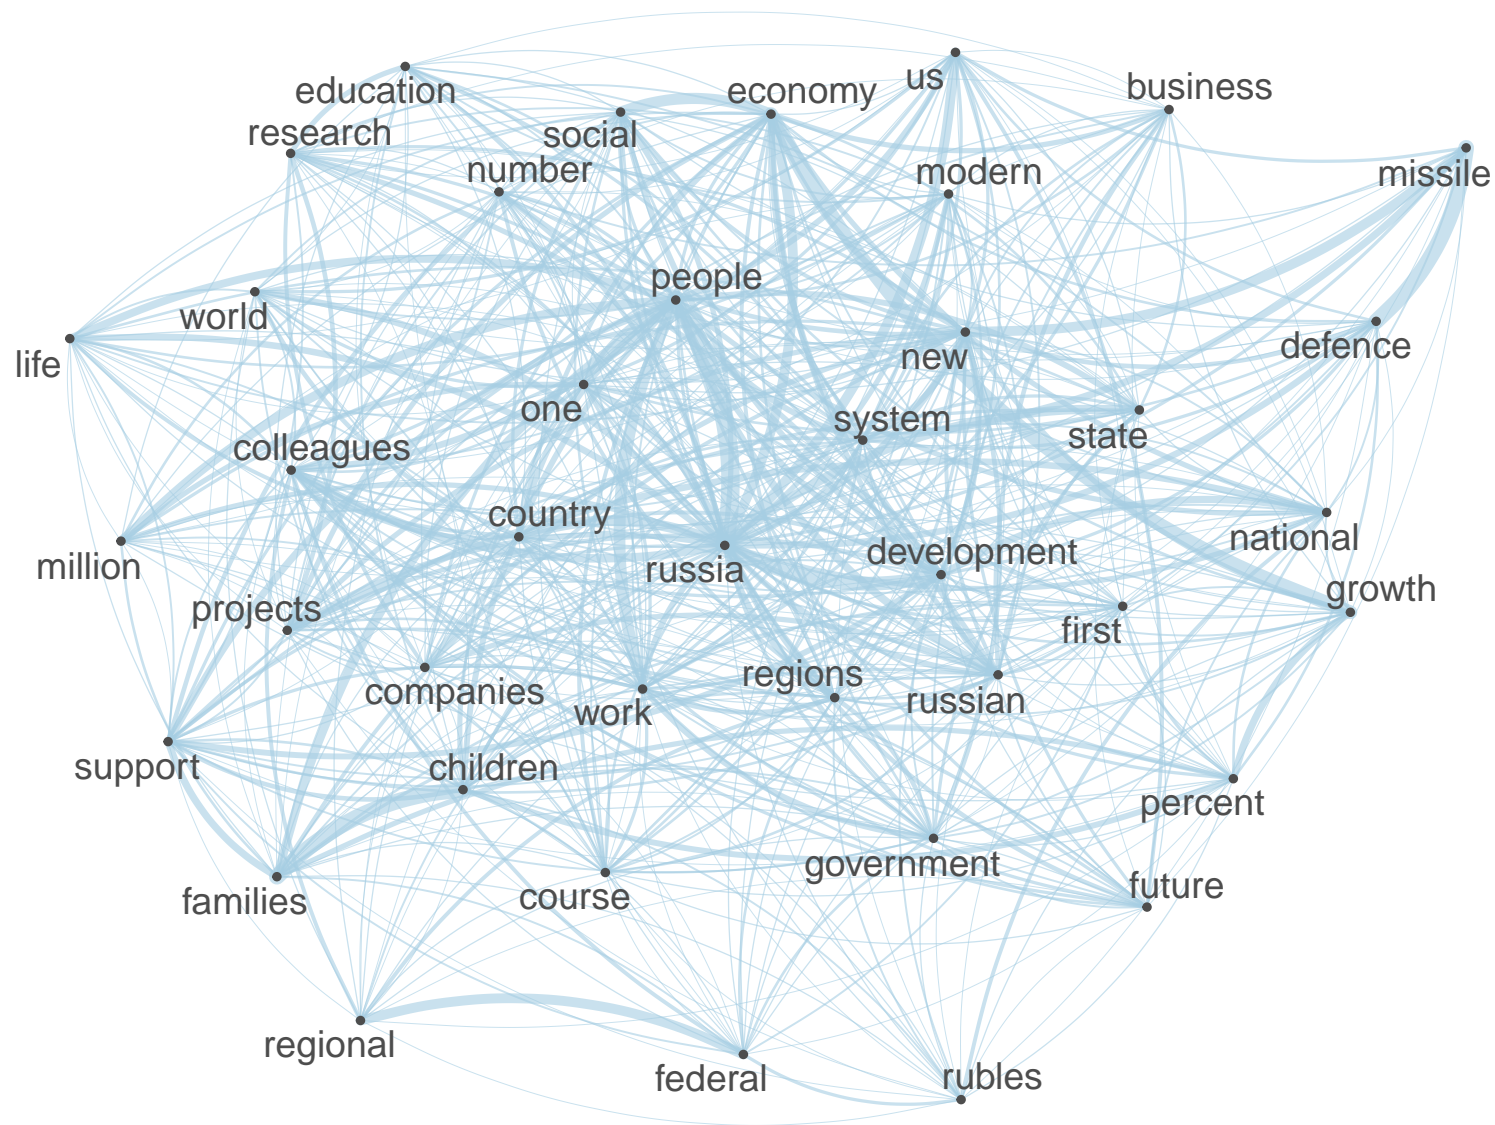 education
us
economy
business
research
social
number
modern
missile
people
world
new
defence
life
one
system
state
colleagues
country
national
million
russia
development
growth
projects
first
companies
work
regions
russian
support
children
percent
government
families
course
future
regional
federal
rubles